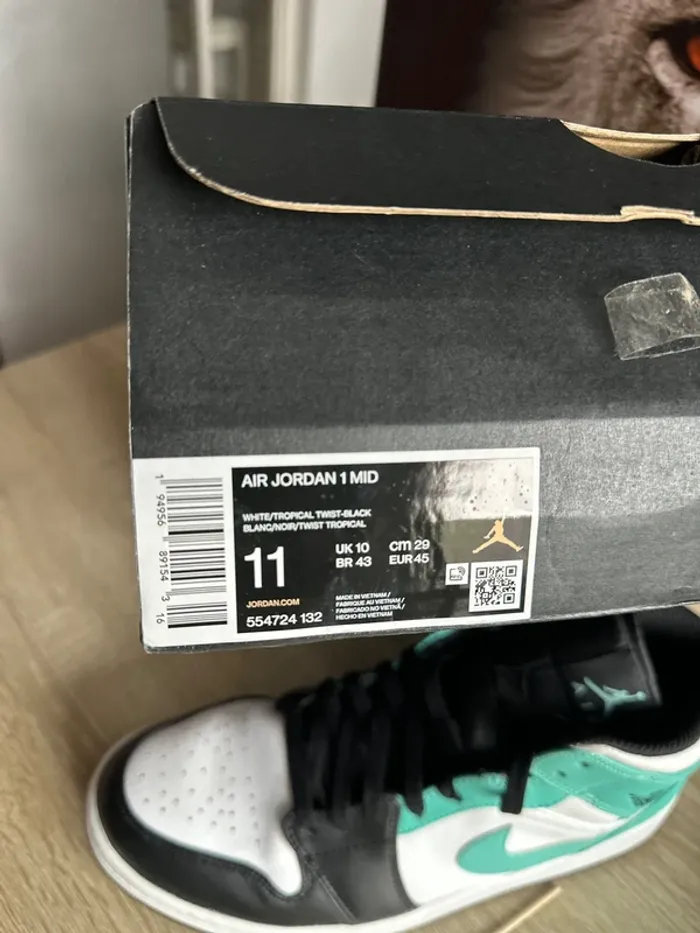 AIR JORDAN 1 MID
WHITE/TROPICAL TWIST-BLACK
BLANC/NOIR/TWIST TROPICAL
11
UK 10
cm 29
BR 43
EUR 45
JORDAN.COM
554724 132
MADE IN VIETNAM /
FABRIQUE AU VIETNAM /
FABRICADO NO VIETNÃ /
HECHO EN VIETNAM
1 94956 89154 3 16